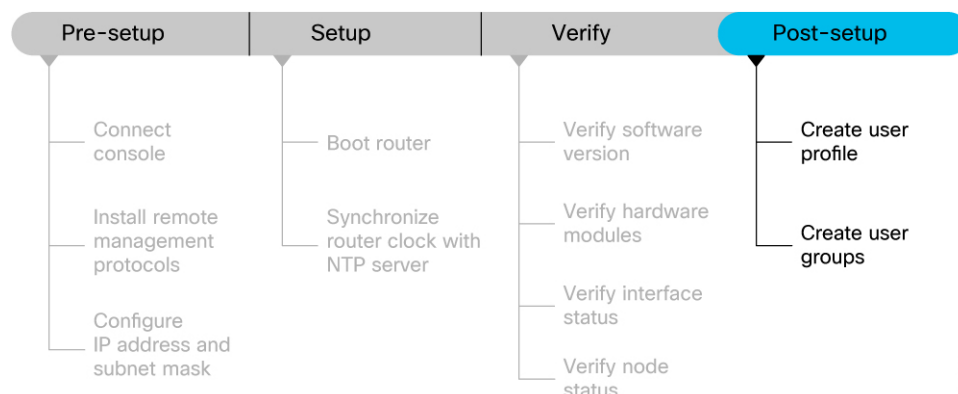 Pre-setup
Setup
Verify
Post-setup
Connect
console
Install remote
management
protocols
Configure
IP address and
subnet mask
Boot router
Synchronize
router clock with
NTP server
Verify software
version
Verify hardware
modules
Verify interface
status
Verify node
status
Create user
profile
Create user
groups